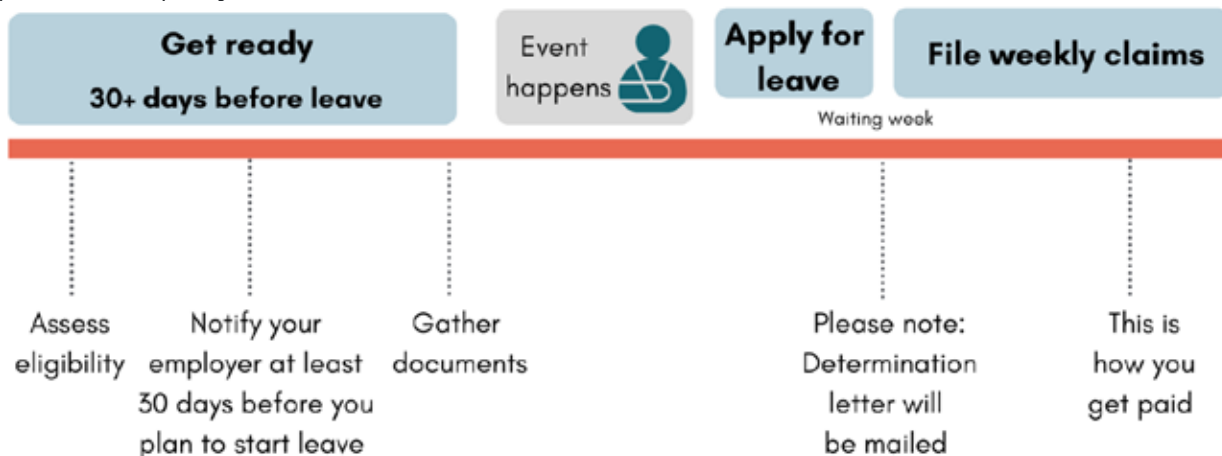 Get ready
30+ days before leave
Event
happens
Apply for
leave
File weekly claims
Waiting week
Assess
eligibility
Notify your
employer at least
30 days before you
plan to start leave
Gather
documents
Please note:
Determination
letter will
be mailed
This is
how you
get paid